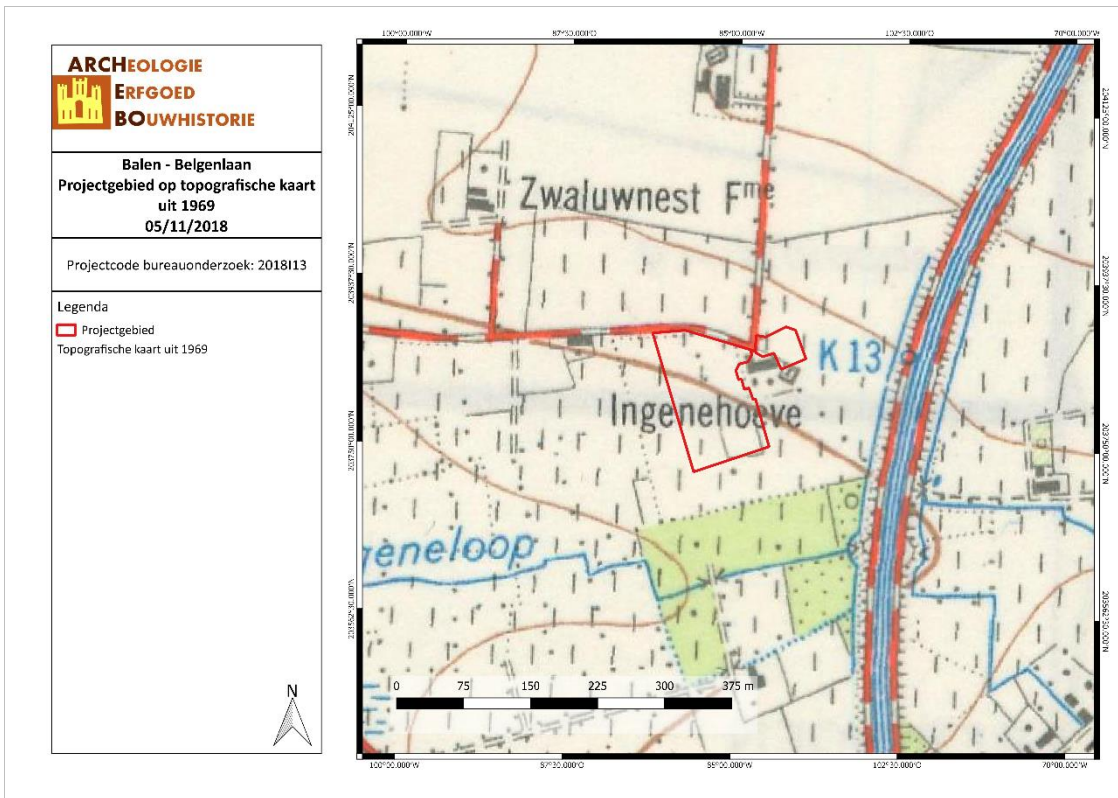 ARCHEOLOGIE
ERFGOED
BOUWHISTORIE
Balen - Belgenlaan
Projectgebied op topografische kaart
uit 1969
05/11/2018
Projectcode bureauonderzoek: 2018I13
Legenda
Projectgebied
Topografische kaart uit 1969
N
Zwaluwnest Fme
K 13
Ingenehoeve
geneloop
0 75 150 225 300 375 m